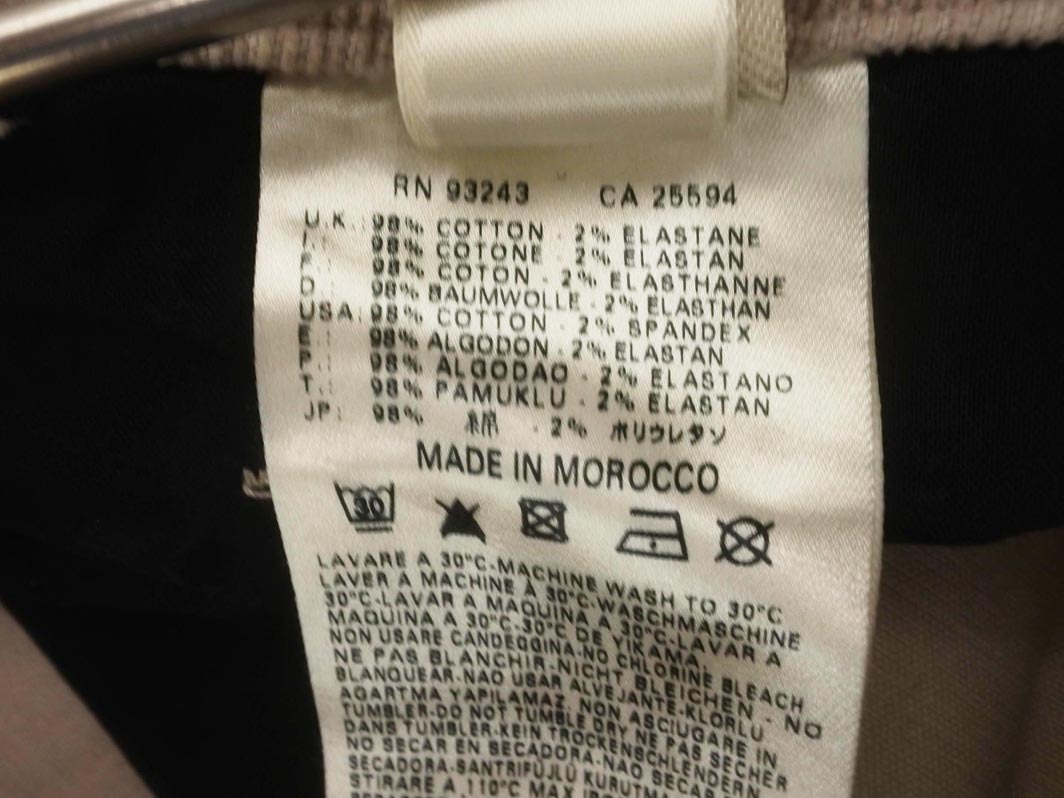 RN 93243 CA 25594
U.K.: 98% COTTON - 2% ELASTANE
I.: 98% COTONE - 2% ELASTAN
F.: 98% COTON - 2% ELASTHANNE
D.: 98% BAUMWOLLE - 2% ELASTHAN
USA: 98% COTTON - 2% SPANDEX
E.: 98% ALGODON - 2% ELASTAN
P.: 98% ALGODAO - 2% ELASTANO
T.: 98% PAMUKLU - 2% ELASTAN
JP: 98% 綿 - 2% ポリウレタン
MADE IN MOROCCO
30
LAVARE A 30°C-MACHINE WASH TO 30°C
LAVER A MACHINE À 30°C-WASCHMASCHINE
30°C-LAVAR A MAQUINA A 30°C-LAVAR A
MAQUINA A 30°C-30°C DE YIKAMA.
NON USARE CANDEGGINA-NO CHLORINE BLEACH
NE PAS BLANCHIR-NICHT BLEICHEN - NO
BLANQUEAR-NAO USAR ALVEJANTE-KLORLU
AGARTMA YAPILAMAZ. NON ASCIUGARE IN
TUMBLER-DO NOT TUMBLE DRY NE PAS SECHER
DANS TUMBLER-KEIN TROCKENSCHLENDERN
NO SECAR EN SECADORA-NAO SECAR
SECADORA-SANTRIFÜJLÜ KURUTMA
STIRARE A 110°C MAX